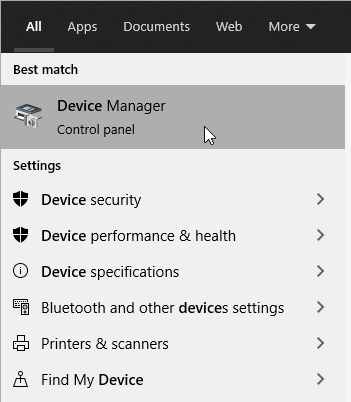 All Apps Documents Web More
Best match
Device Manager
Control panel
Settings
Device security
Device performance & health
Device specifications
Bluetooth and other devices settings
Printers & scanners
Find My Device